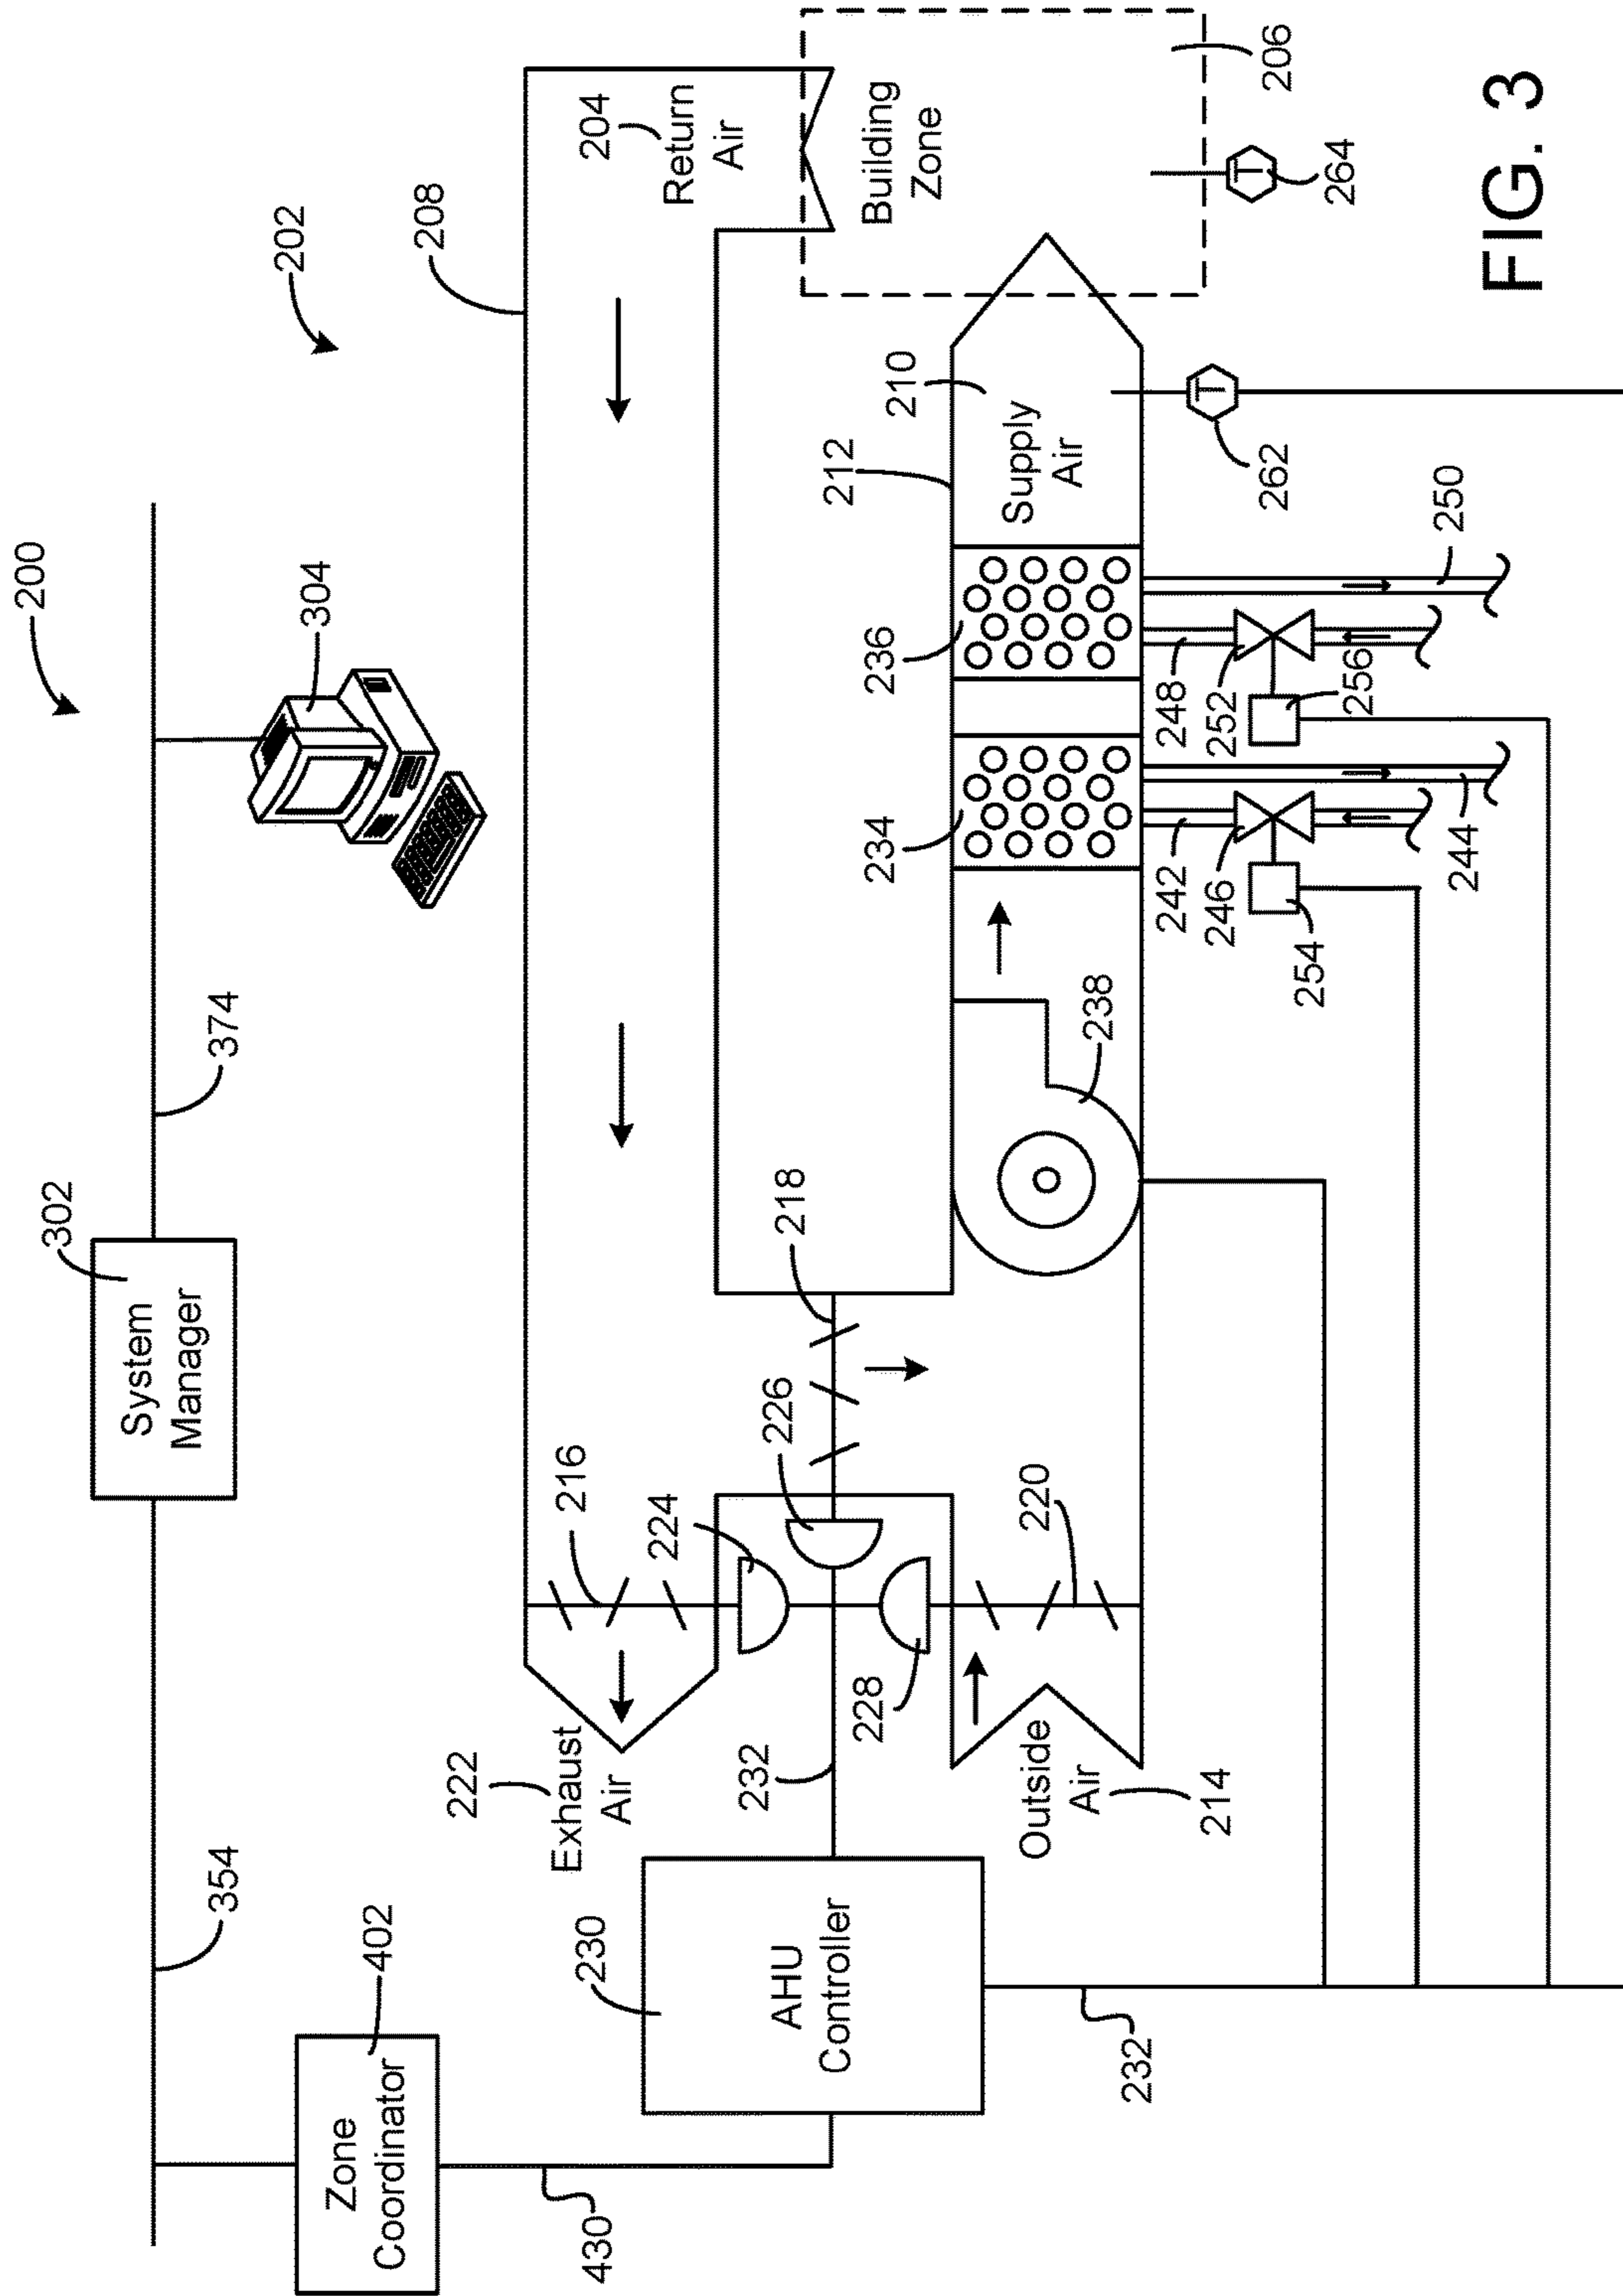 200
202
System
Manager
302
374
304
354
Zone
Coordinator
402
430
208
204
Return
Air
Building
Zone
206
222
Exhaust
Air
216
224
226
218
230
AHU
Controller
232
228
220
Outside
Air
214
238
234
236
212
210
Supply
Air
242
246
254
244
248
252
256
250
T
262
T
264
232
FIG. 3